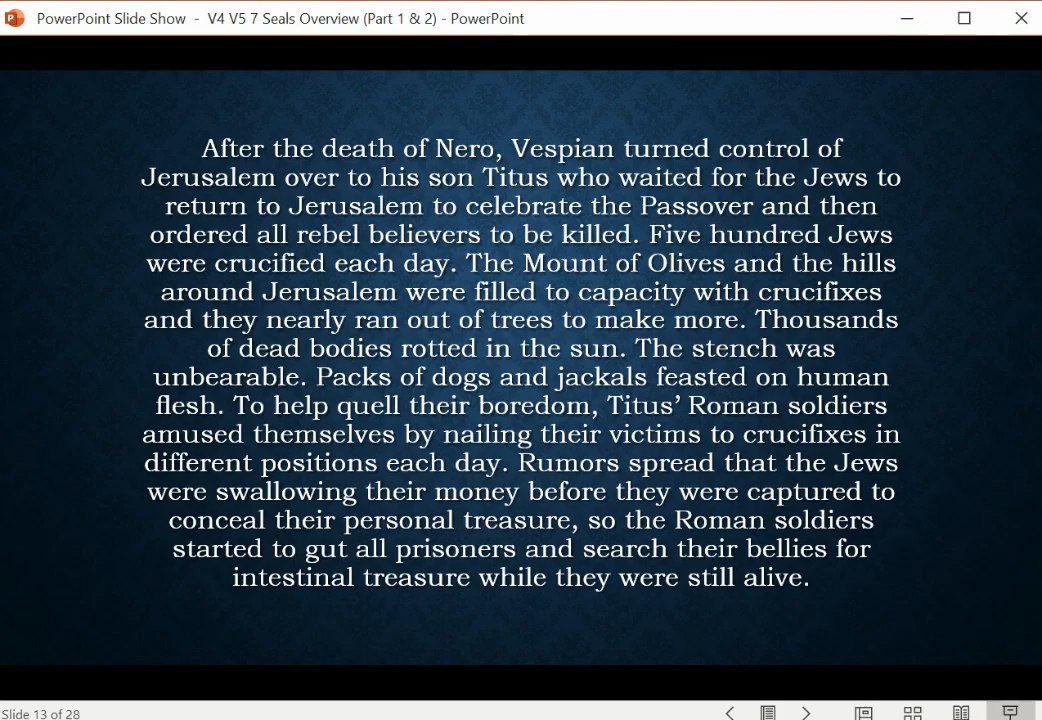 PowerPoint Slide Show - V4 V5 7 Seals Overview (Part 1 & 2) - PowerPoint
After the death of Nero, Vespian turned control of
Jerusalem over to his son Titus who waited for the Jews to
return to Jerusalem to celebrate the Passover and then
ordered all rebel believers to be killed. Five hundred Jews
were crucified each day. The Mount of Olives and the hills
around Jerusalem were filled to capacity with crucifixes
and they nearly ran out of trees to make more. Thousands
of dead bodies rotted in the sun. The stench was
unbearable. Packs of dogs and jackals feasted on human
flesh. To help quell their boredom, Titus’ Roman soldiers
amused themselves by nailing their victims to crucifixes in
different positions each day. Rumors spread that the Jews
were swallowing their money before they were captured to
conceal their personal treasure, so the Roman soldiers
started to gut all prisoners and search their bellies for
intestinal treasure while they were still alive.
Slide 13 of 28